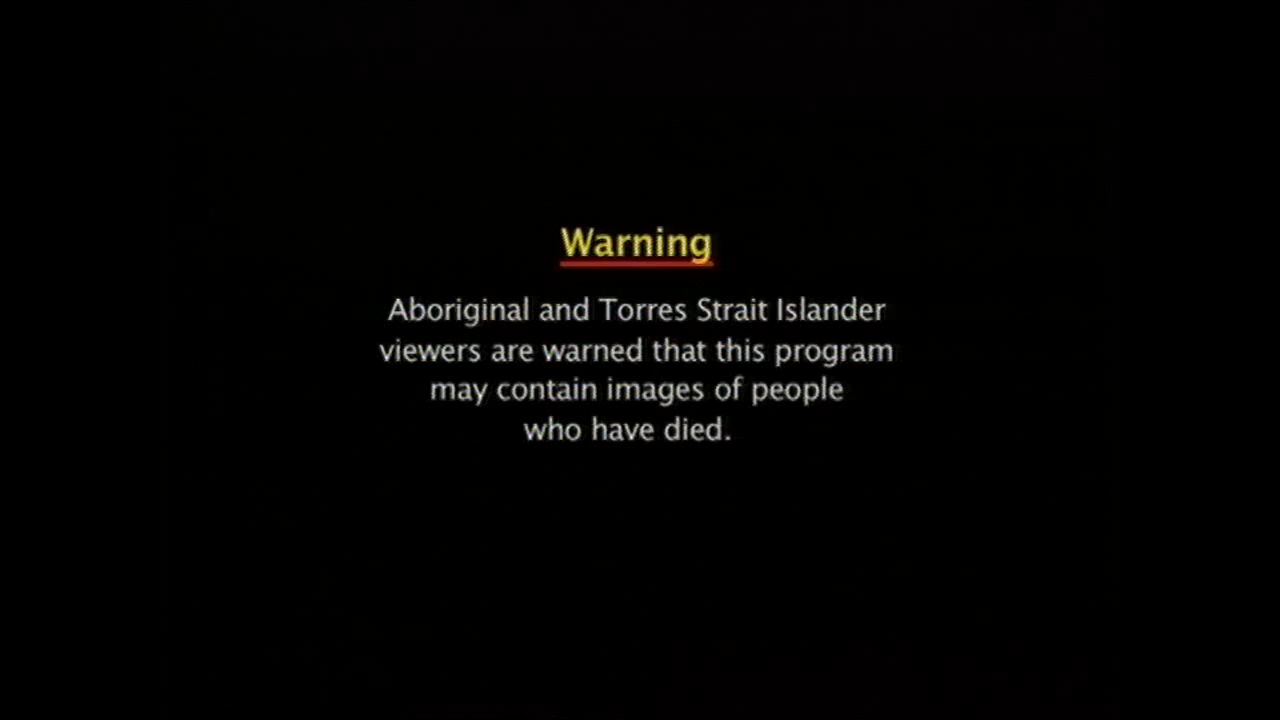 Warning
Aboriginal and Torres Strait Islander
viewers are warned that this program
may contain images of people
who have died.